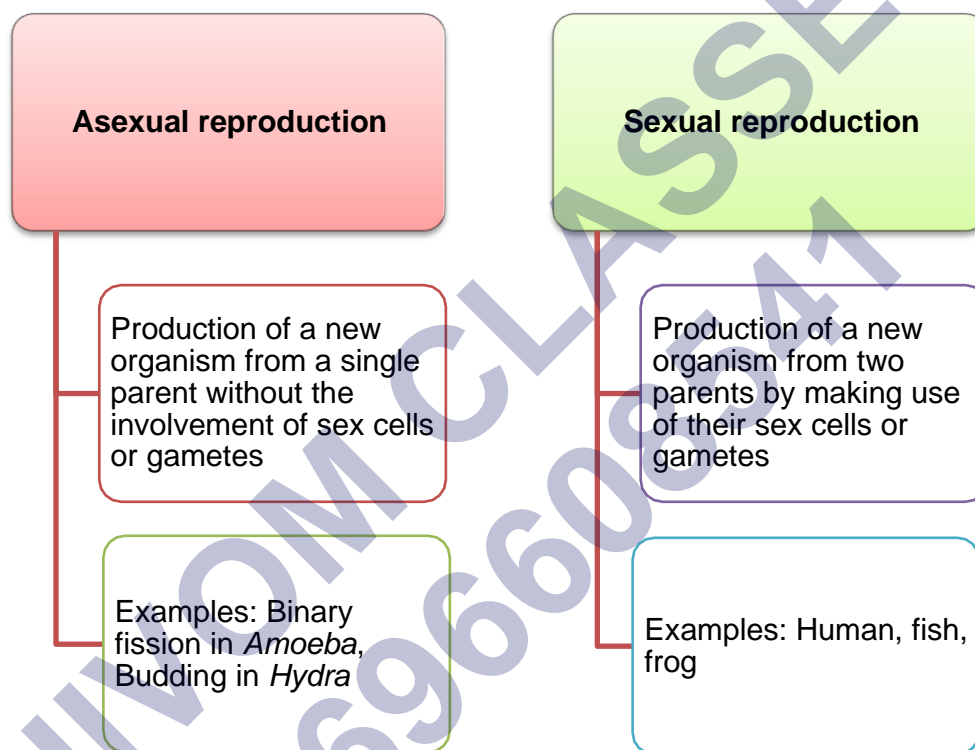 Asexual reproduction
Production of a new
organism from a single
parent without the
involvement of sex cells
or gametes
Examples: Binary
fission in Amoeba,
Budding in Hydra
Sexual reproduction
Production of a new
organism from two
parents by making use
of their sex cells or
gametes
Examples: Human, fish,
frog